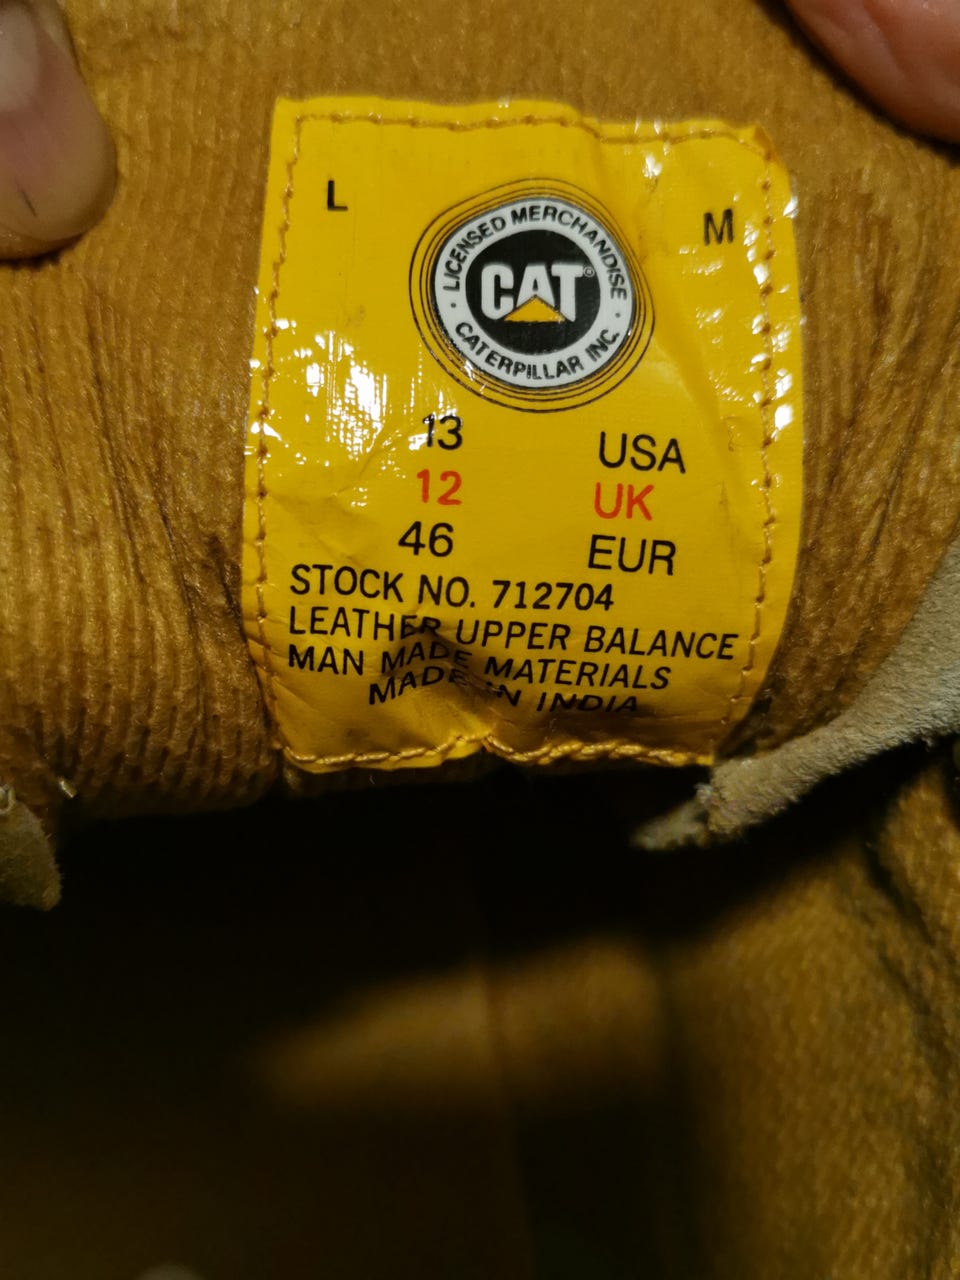 L
M
LICENSED MERCHANDISE
CAT®
CATERPILLAR INC.
13 USA
12 UK
46 EUR
STOCK NO. 712704
LEATHER UPPER BALANCE
MAN MADE MATERIALS
MADE IN INDIA